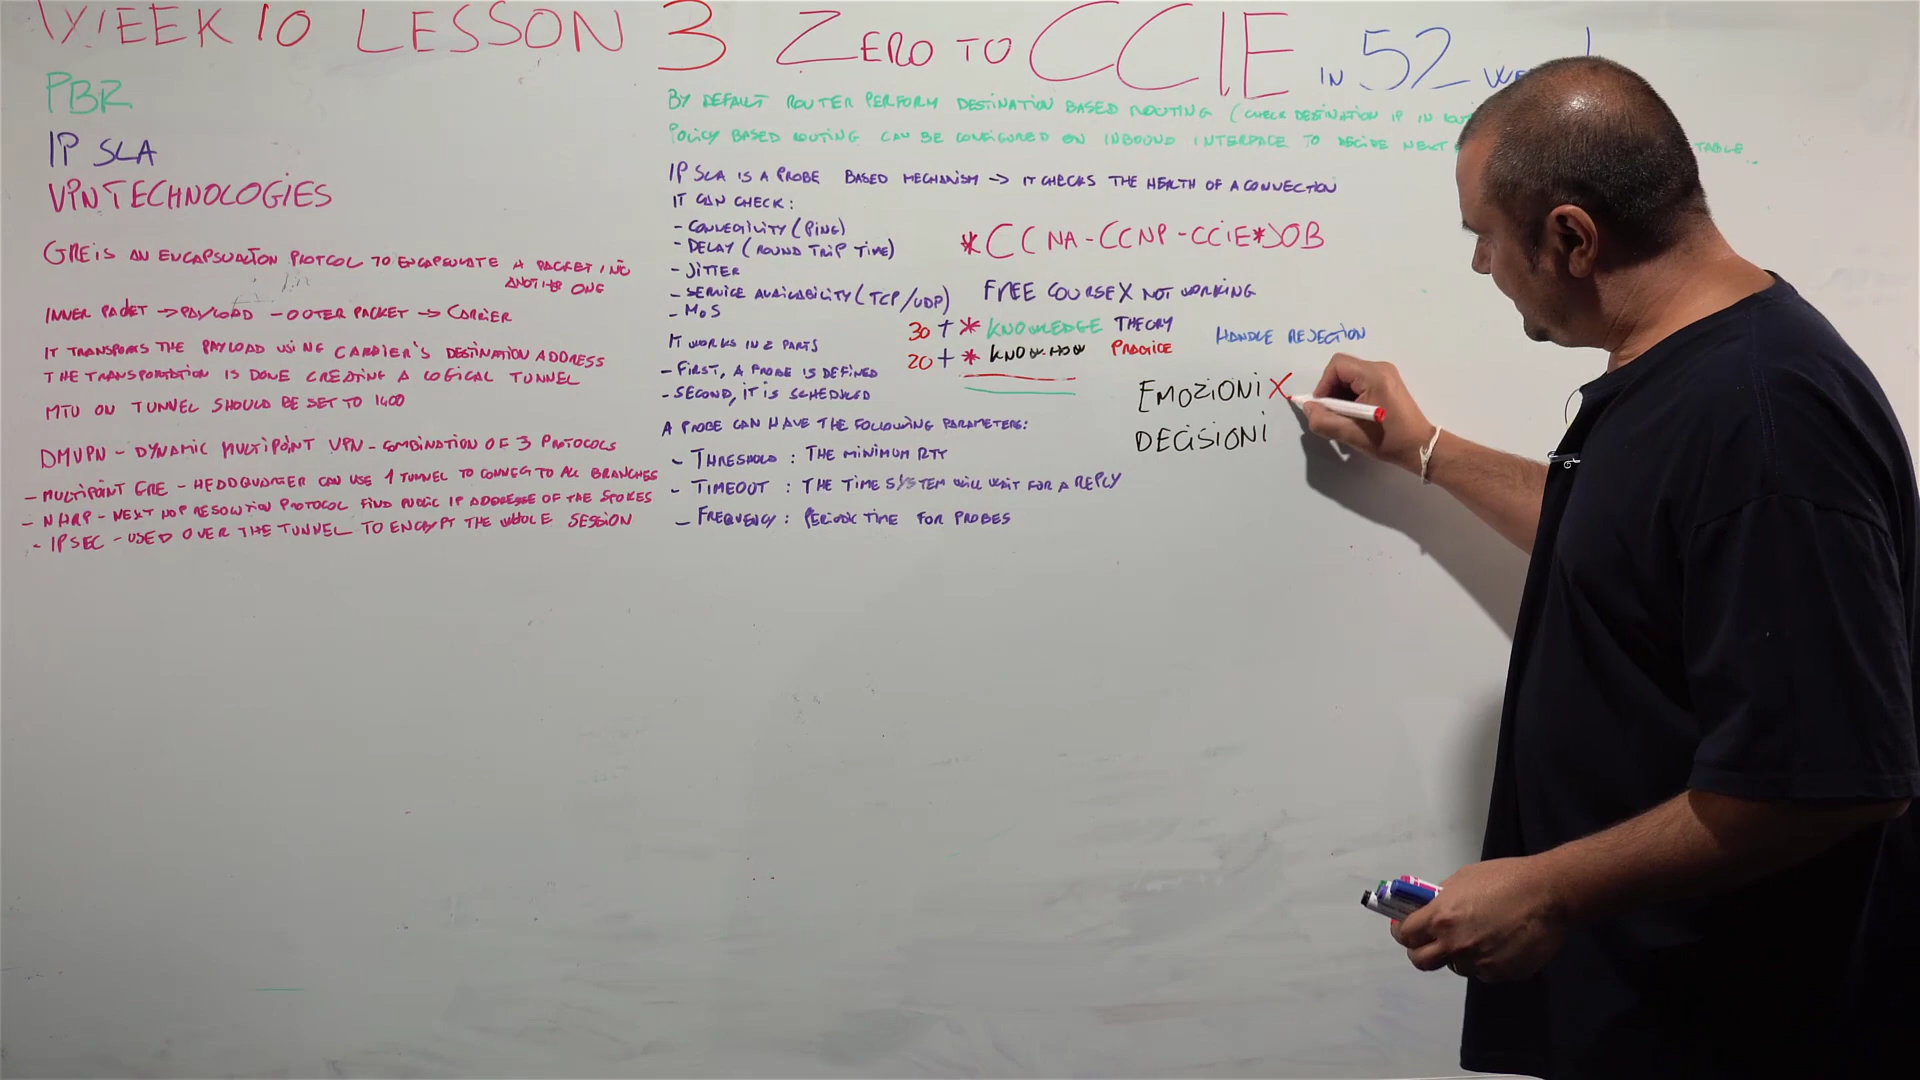 WEEK 10 LESSON 3 ZERO TO CCIE IN 52 WE
PBR
IP SLA
VPN TECHNOLOGIES
GRE IS AN ENCAPSULATION PROTCOL TO ENCAPSULATE A PACKET INTO
ANOTHER ONE
INNER PACKET → PAYLOAD - OUTER PACKET → CARRIER
IT TRANSPORTS THE PAYLOAD USING CARRIER'S DESTINATION ADDRESS
THE TRANSPORTATION IS DONE CREATING A LOGICAL TUNNEL
MTU ON TUNNEL SHOULD BE SET TO 1400
DMVPN - DYNAMIC MULTIPOINT VPN - COMBINATION OF 3 PROTOCOLS
- MULTIPOINT GRE - HEADQUARTER CAN USE 1 TUNNEL TO CONNECT TO ALL BRANCHES
- NHRP - NEXT HOP RESOLUTION PROTOCOL FIND PUBLIC IP ADDRESSE OF THE SPOKES
- IPSEC - USED OVER THE TUNNEL TO ENCRYPT THE WHOLE SESSION
BY DEFAULT ROUTER PERFORM DESTINATION BASED ROUTING (CHECK DESTINATION IP IN
POLICY BASED ROUTING CAN BE CONFIGURED ON INBOUND INTERFACE TO DECIDE NEXT TABLE
IP SLA IS A PROBE BASED MECHANISM → IT CHECKS THE HEALTH OF A CONNECTION
IT CAN CHECK:
- CONNECTIVITY (PING)
- DELAY (ROUND TRIP TIME)
- JITTER
- SERVICE AVAILABILITY (TCP/UDP)
- MOS
IT WORKS IN 2 PARTS
- FIRST, A PROBE IS DEFINED
- SECOND, IT IS SCHEDULED
A PROBE CAN HAVE THE FOLLOWING PARAMETERS:
- THRESHOLD : THE MINIMUM RTT
- TIMEOUT : THE TIME SYSTEM WILL WAIT FOR A REPLY
- FREQUENCY : PERIODIC TIME FOR PROBES
* CCNA - CCNP - CCIE * JOB
FREE COURSE X NOT WORKING
30 + * KNOWLEDGE THEORY
20 + * KNOW-HOW PRACTICE
HANDLE REJECTION
EMOZIONI X
DECISIONI